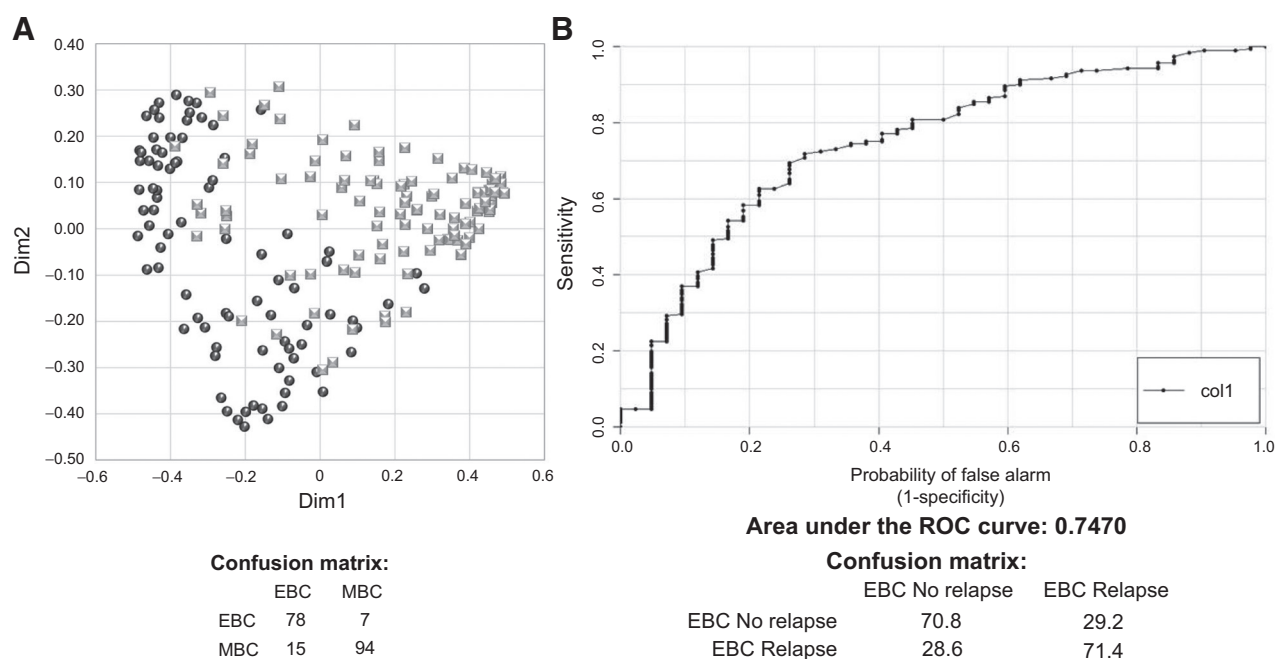 A
0.40
0.30
0.20
0.10
0.00
–0.10
–0.20
–0.30
–0.40
–0.50
Dim2
–0.6
–0.4
–0.2
0
0.2
0.4
0.6
Dim1
Confusion matrix:
EBC MBC
EBC 78 7
MBC 15 94
B
1.0
0.8
0.6
0.4
0.2
0.0
Sensitivity
col1
0.0
0.2
0.4
0.6
0.8
1.0
Probability of false alarm
(1-specificity)
Area under the ROC curve: 0.7470
Confusion matrix:
EBC No relapse EBC Relapse
EBC No relapse 70.8 29.2
EBC Relapse 28.6 71.4